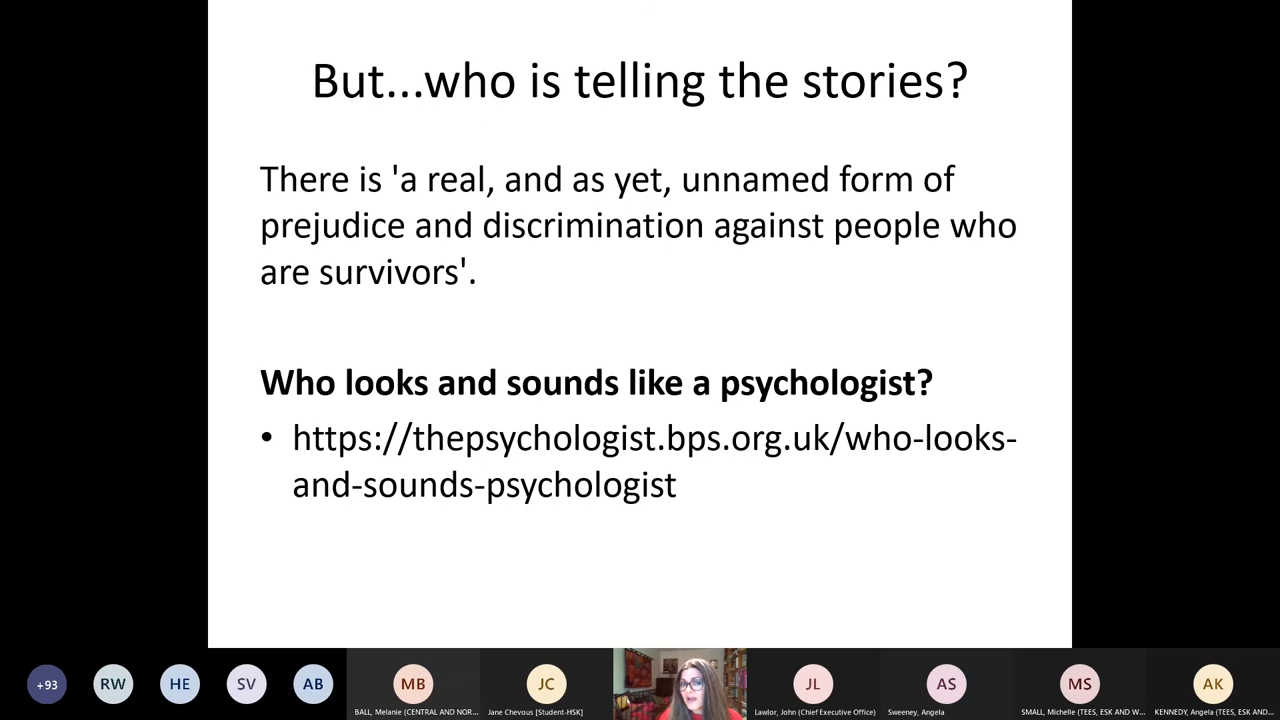 But...who is telling the stories?
There is 'a real, and as yet, unnamed form of
prejudice and discrimination against people who
are survivors'.
Who looks and sounds like a psychologist?
• https://thepsychologist.bps.org.uk/who-looks-
and-sounds-psychologist
+93
RW
HE
SV
AB
MB
JC
JL
AS
MS
AK
BALL, Melanie (CENTRAL AND NOR...
Jane Chevous [Student-HSK]
Lawlor, John (Chief Executive Office)
Sweeney, Angela
SMALL, Michelle (TEES, ESK AND W...
KENNEDY, Angela (TEES, ESK AND...